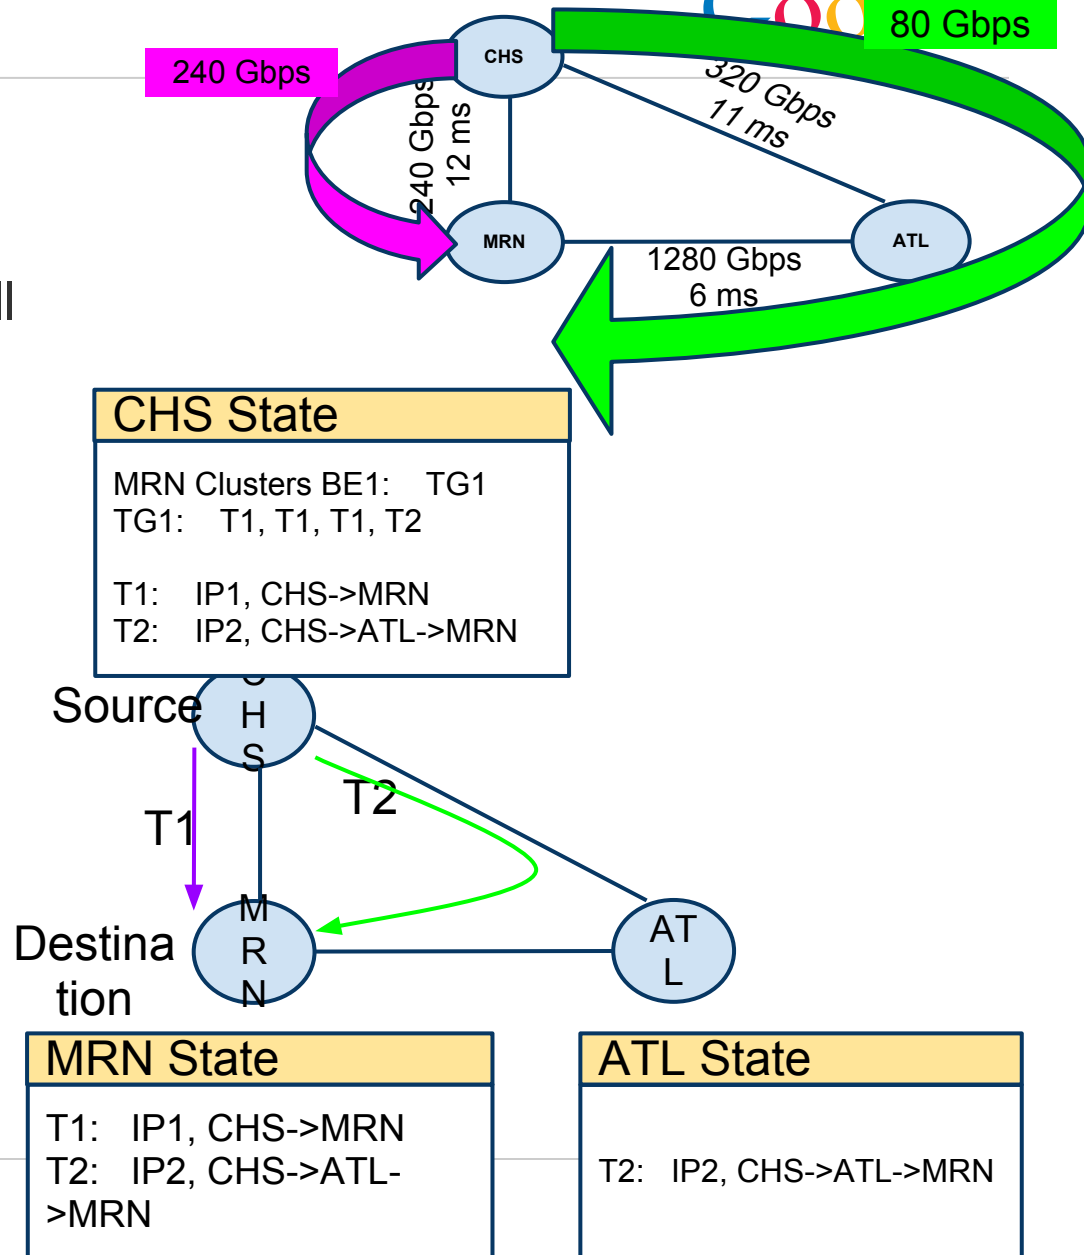 80 Gbps
240 Gbps
CHS
320 Gbps
11 ms
240 Gbps
12 ms
MRN
ATL
1280 Gbps
6 ms
CHS State
MRN Clusters BE1: TG1
TG1: T1, T1, T1, T2
T1: IP1, CHS->MRN
T2: IP2, CHS->ATL->MRN
Source
C
H
S
T1
T2
Destina
tion
M
R
N
AT
L
MRN State
T1: IP1, CHS->MRN
T2: IP2, CHS->ATL-
>MRN
ATL State
T2: IP2, CHS->ATL->MRN